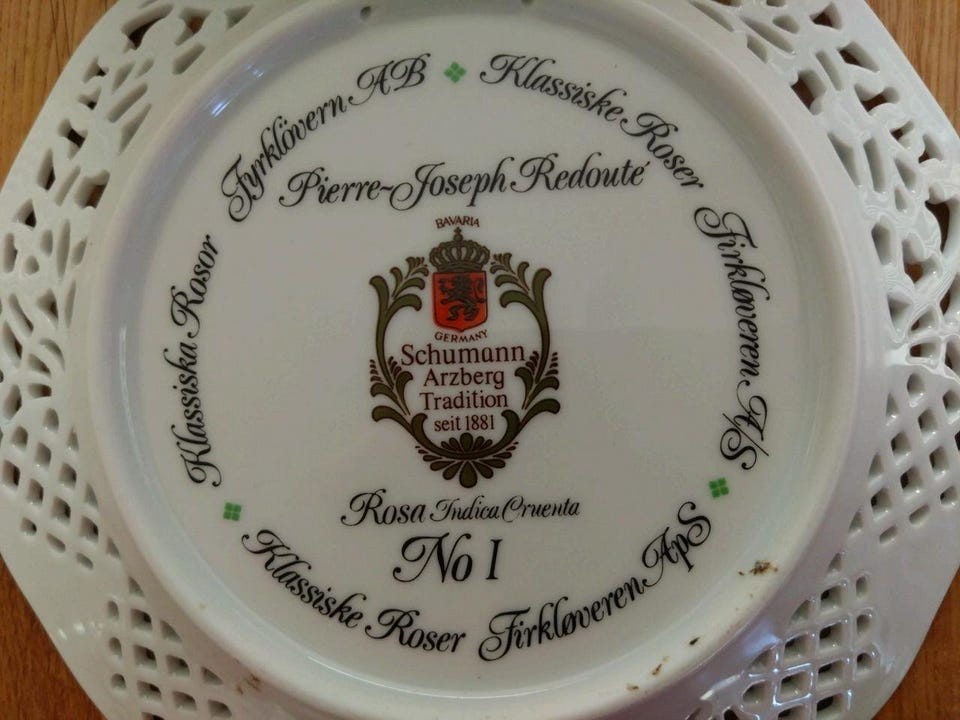 Klassiska Rosor Fyrklövern AB
Klassiske Roser Firkløveren A/S
Klassiske Roser Firkløveren ApS
Pierre-Joseph Redouté
BAVARIA
GERMANY
Schumann
Arzberg
Tradition
seit 1881
Rosa Indica Cruenta
No 1